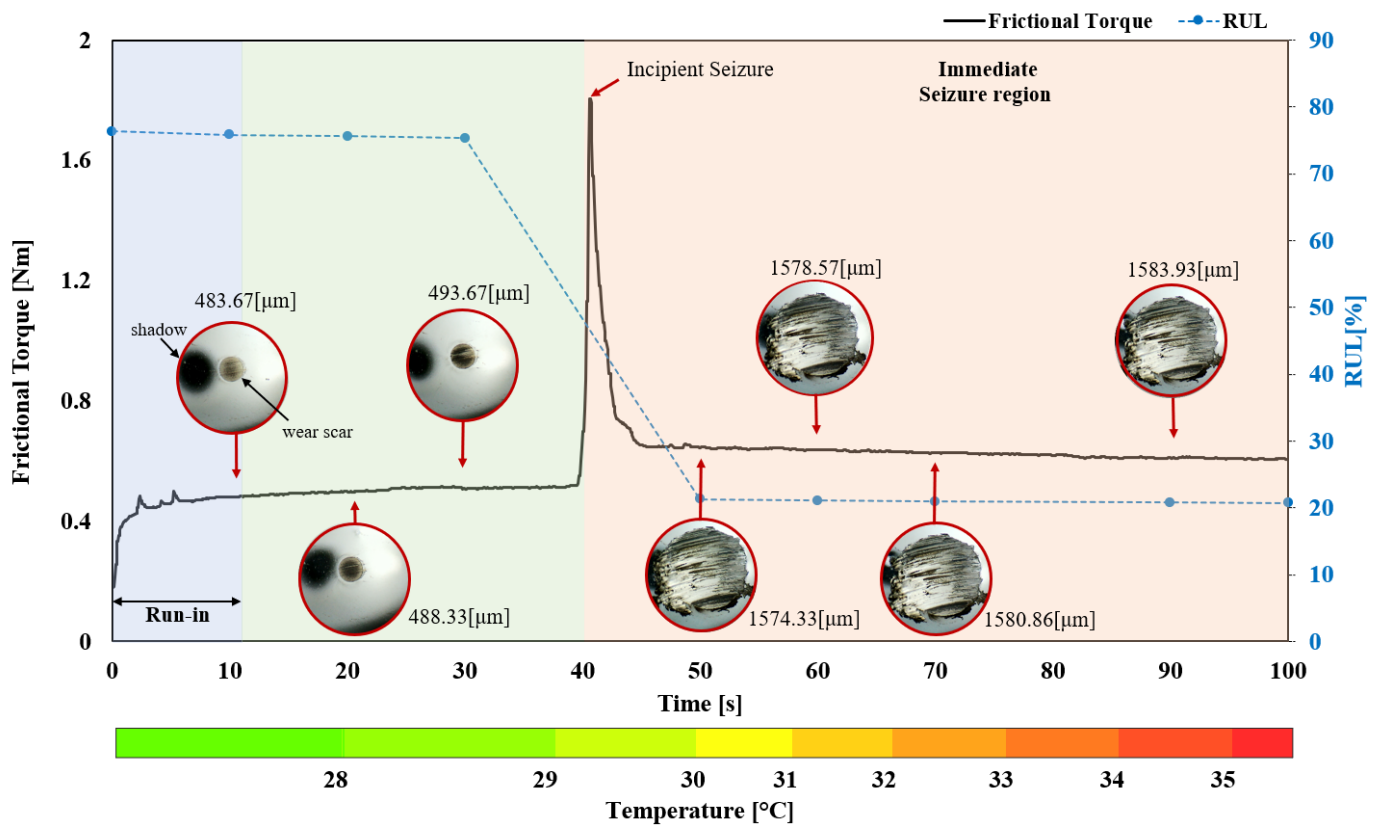 Frictional Torque
RUL
2
1.6
1.2
0.8
0.4
0
Frictional Torque [Nm]
90
80
70
60
50
40
30
20
10
0
RUL[%]
Incipient Seizure
Immediate
Seizure region
483.67[μm]
shadow
wear scar
493.67[μm]
488.33[μm]
1578.57[μm]
1583.93[μm]
1574.33[μm]
1580.86[μm]
Run-in
0 10 20 30 40 50 60 70 80 90 100
Time [s]
28 29 30 31 32 33 34 35
Temperature [°C]